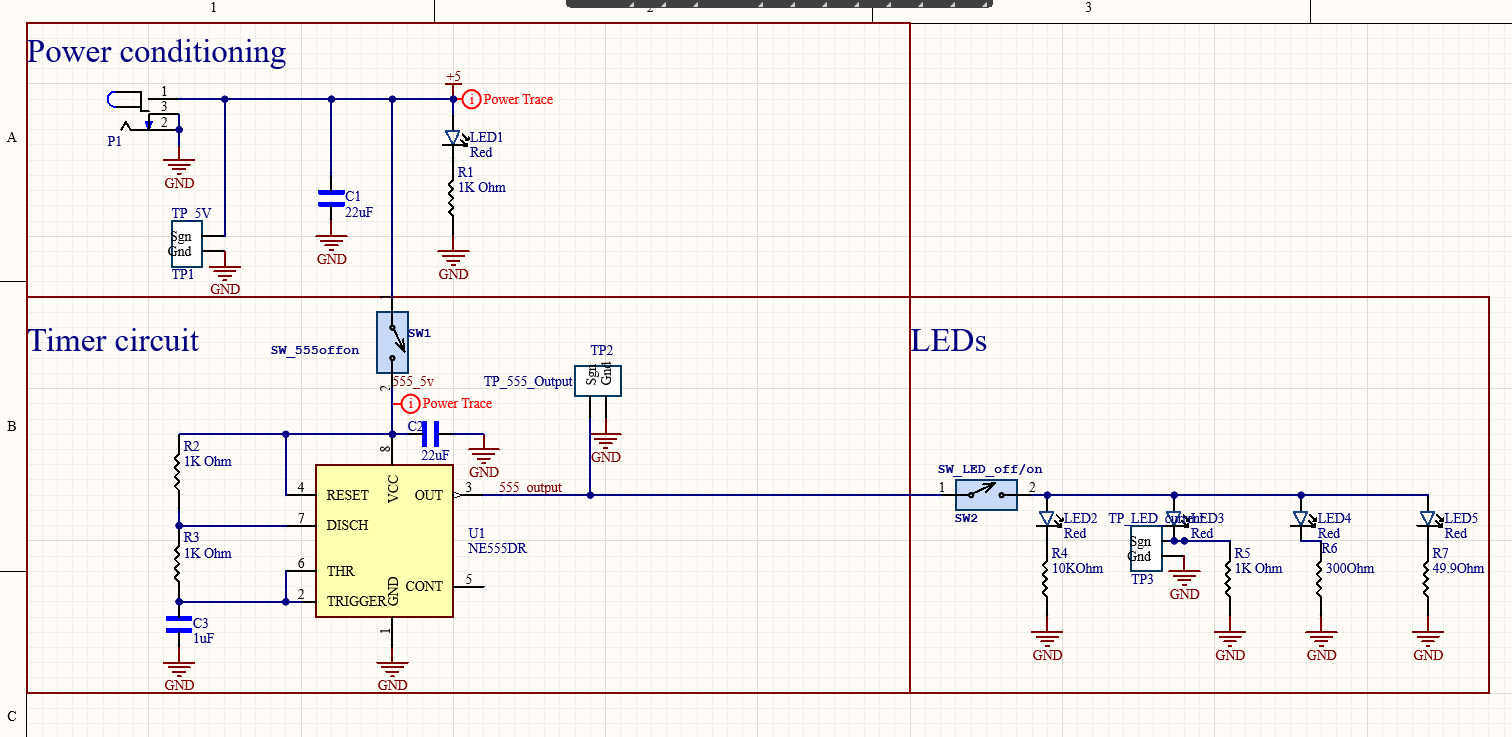 1
2
3
Power conditioning
+5
1
Power Trace
3
A
2
P1
LED1
Red
GND
R1
1K Ohm
C1
22uF
TP_5V
Sgn
Gnd
TP1
GND
GND
GND
Timer circuit
LEDs
SW1
SW_555offon
TP2
2
555_5v
TP_555_Output
Sgn
Gnd
Power Trace
B
C2
22uF
R2
1K Ohm
8
GND
GND
SW_LED_off/on
4
RESET
VCC
OUT
3
555_output
1
2
SW2
7
DISCH
U1
NE555DR
R3
1K Ohm
6
THR
CONT
5
2
TRIGGER
GND
C3
1uF
1
GND
GND
LED2
Red
TP_LED_current
LED3
Red
LED4
Red
LED5
Red
Sgn
Gnd
TP3
GND
R4
10KOhm
R5
1K Ohm
R6
300Ohm
R7
49.9Ohm
GND
GND
GND
GND
C